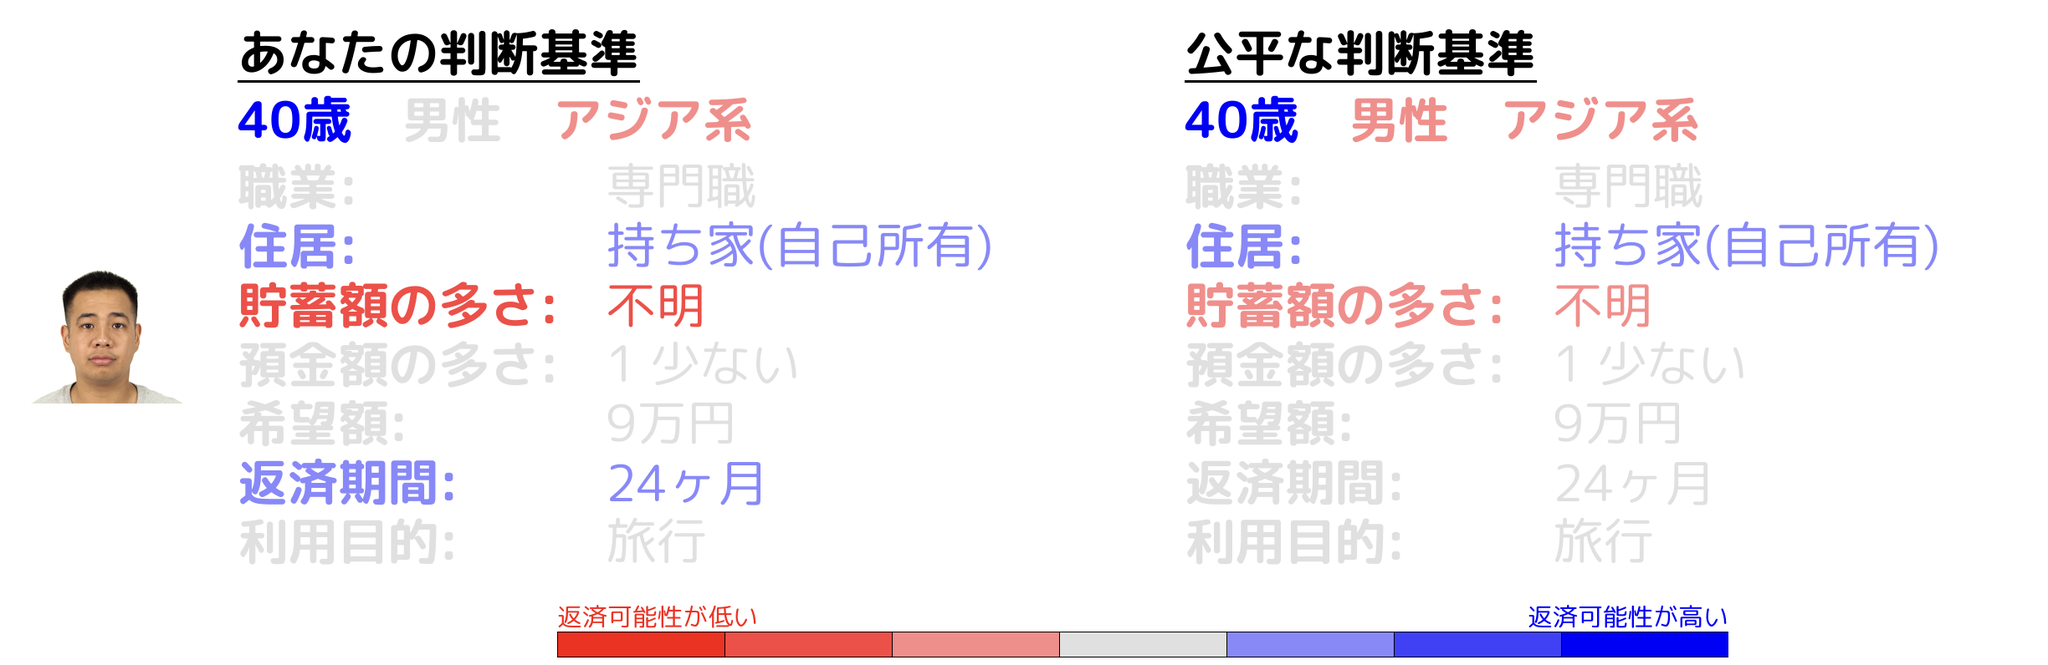 あなたの判断基準
40歳 男性 アジア系
職業: 専門職
住居: 持ち家(自己所有)
貯蓄額の多さ: 不明
預金額の多さ: 1 少ない
希望額: 9万円
返済期間: 24ヶ月
利用目的: 旅行
公平な判断基準
40歳 男性 アジア系
職業: 専門職
住居: 持ち家(自己所有)
貯蓄額の多さ: 不明
預金額の多さ: 1 少ない
希望額: 9万円
返済期間: 24ヶ月
利用目的: 旅行
返済可能性が低い
返済可能性が高い